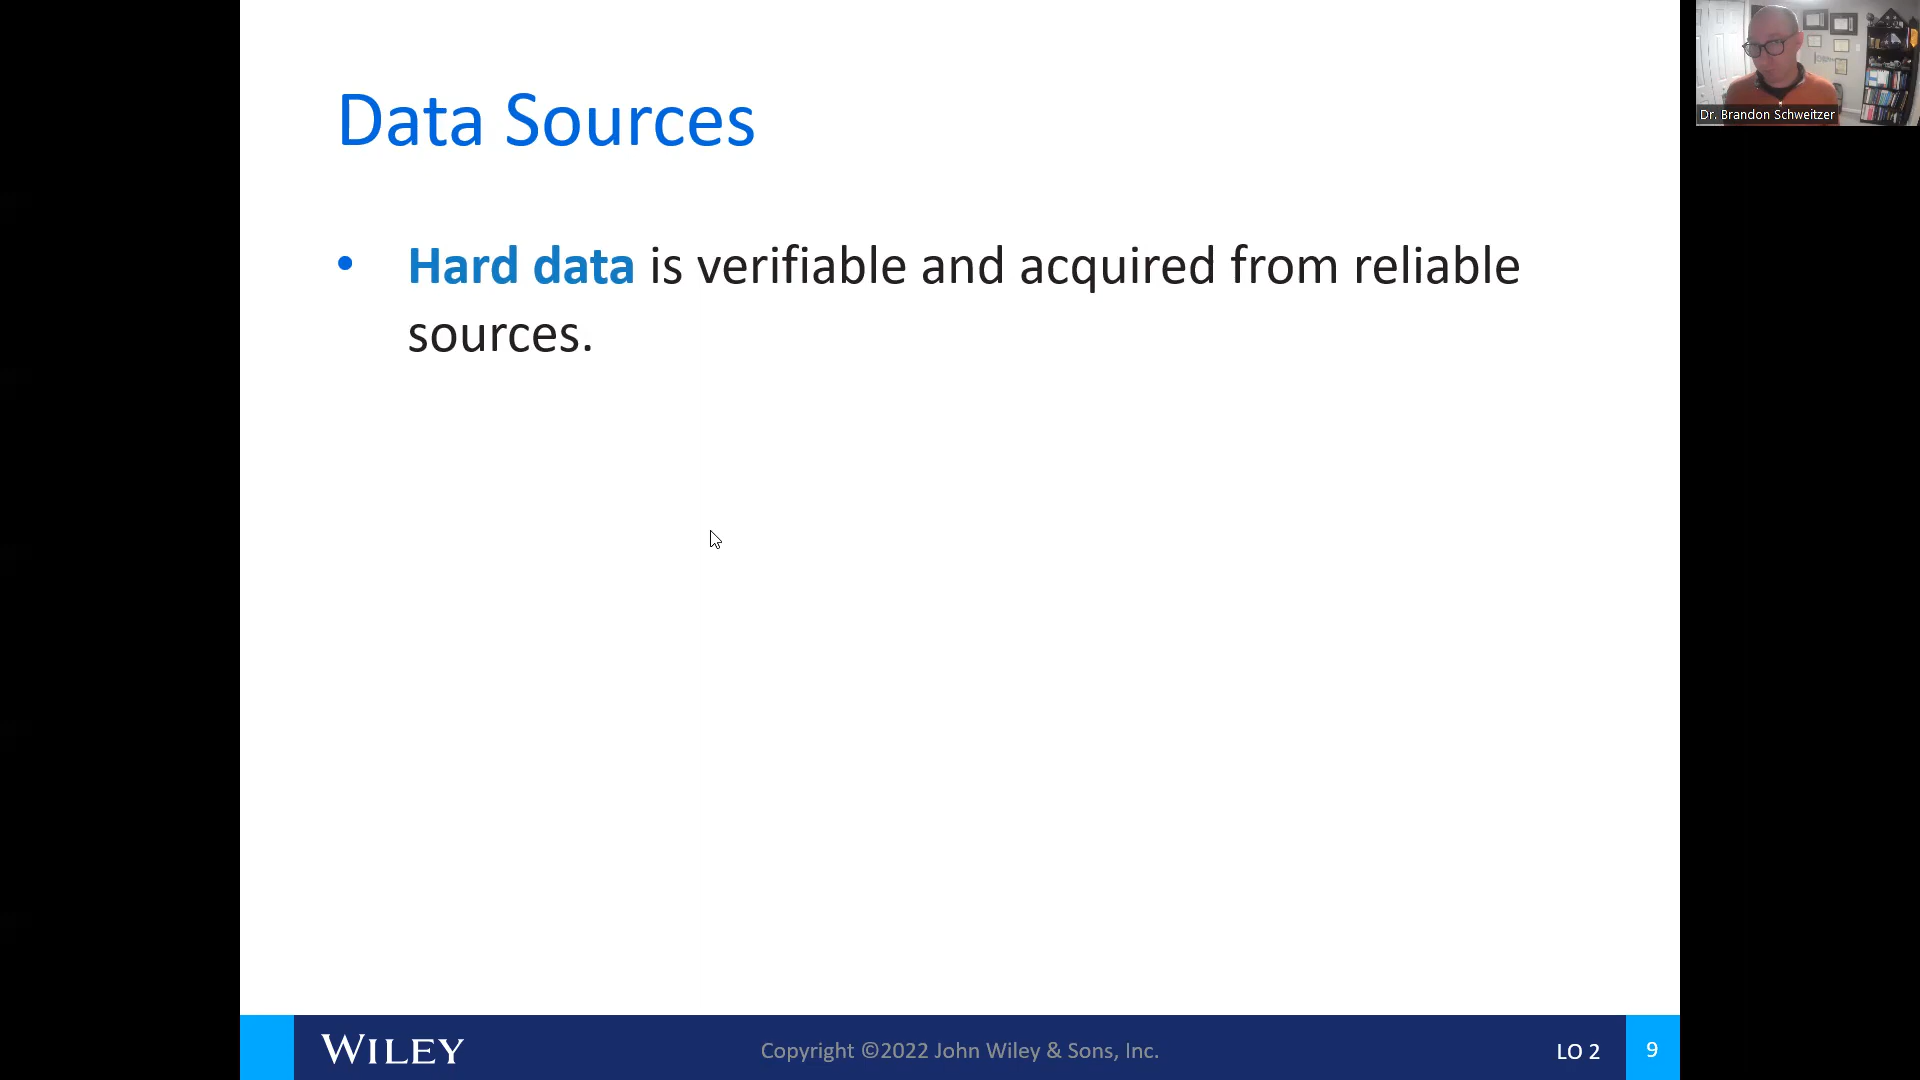 Data Sources
• Hard data is verifiable and acquired from reliable
sources.
Dr. Brandon Schweitzer
WILEY
Copyright ©2022 John Wiley & Sons, Inc.
LO 2
9